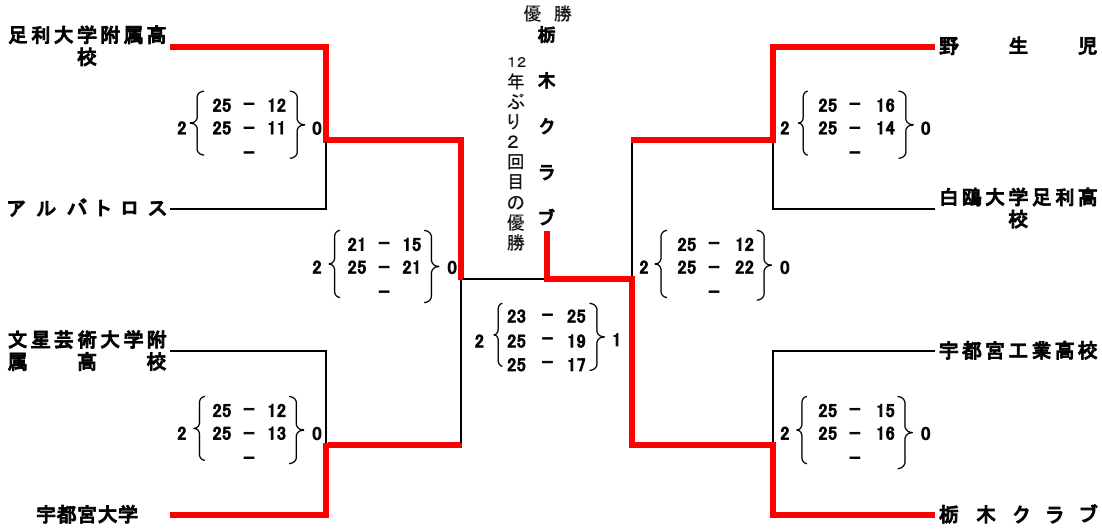 優 勝
栃木クラブ
12年ぶり2回目の優勝
足利大学附属高
校
2 25 － 12 0
25 － 11
－
アルバトロス
2 21 － 15 0
25 － 21
－
文星芸術大学附
属高校
2 25 － 12 0
25 － 13
－
宇都宮大学
2 23 － 25 1
25 － 19
25 － 17
野生児
2 25 － 16 0
25 － 14
－
白鴎大学足利高
校
2 25 － 12 0
25 － 22
－
宇都宮工業高校
2 25 － 15 0
25 － 16
－
栃木クラブ